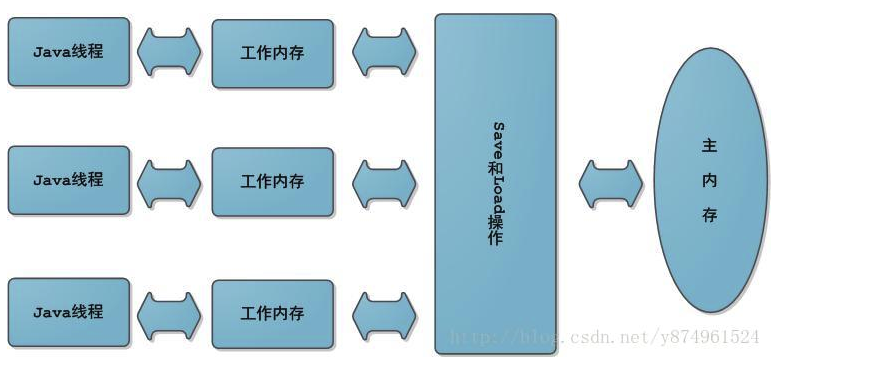 Java线程
工作内存
Java线程
工作内存
Java线程
工作内存
Save和Load操作
主
内
存
http://blog.csdn.net/y874961524